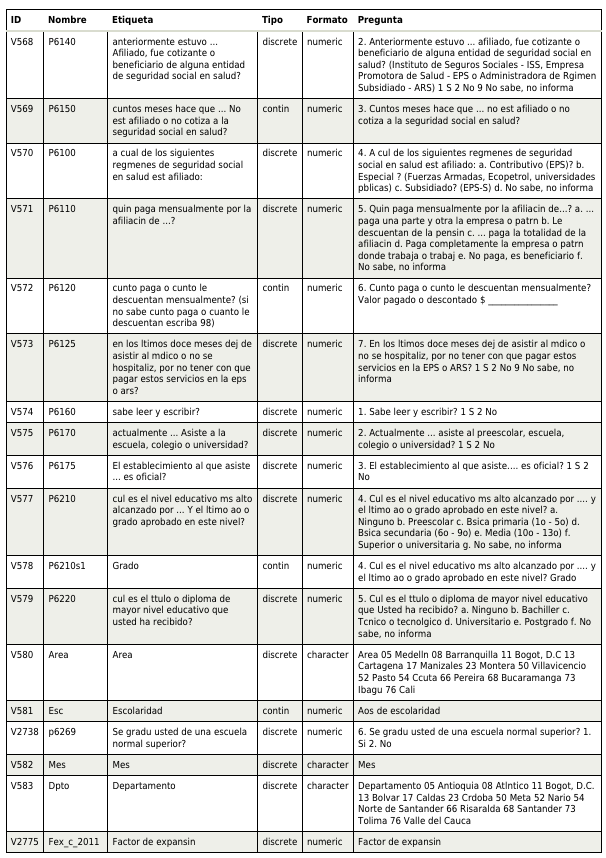 ID Nombre Etiqueta Tipo Formato Pregunta
V568 P6140 anteriormente estuvo ... discrete numeric 2. Anteriormente estuvo ... afiliado, fue cotizante o
Afiliado, fue cotizante o beneficiario de alguna entidad de seguridad social en
beneficiario de alguna entidad salud? (Instituto de Seguros Sociales - ISS, Empresa
de seguridad social en salud? Promotora de Salud - EPS o Administradora de Rgimen
Subsidiado - ARS) 1 S 2 No 9 No sabe, no informa
V569 P6150 cuntos meses hace que ... No contin numeric 3. Cuntos meses hace que ... no est afiliado o no
est afiliado o no cotiza a la cotiza a la seguridad social en salud?
seguridad social en salud?
V570 P6100 a cual de los siguientes discrete numeric 4. A cul de los siguientes regmenes de seguridad
regmenes de seguridad social social en salud est afiliado: a. Contributivo (EPS)? b.
en salud est afiliado: Especial ? (Fuerzas Armadas, Ecopetrol, universidades
pblicas) c. Subsidiado? (EPS-S) d. No sabe, no informa
V571 P6110 quin paga mensualmente por la discrete numeric 5. Quin paga mensualmente por la afiliacin de...? a. ...
afiliacin de ...? paga una parte y otra la empresa o patrn b. Le
descuentan de la pensin c. ... paga la totalidad de la
afiliacin d. Paga completamente la empresa o patrn
donde trabaja o trabaj e. No paga, es beneficiario f.
No sabe, no informa
V572 P6120 cunto paga o cunto le contin numeric 6. Cunto paga o cunto le descuentan mensualmente?
descuentan mensualmente? (si Valor pagado o descontado $ _______________
no sabe cunto paga o cuanto le
descuentan escriba 98)
V573 P6125 en los ltimos doce meses dej de discrete numeric 7. En los ltimos doce meses dej de asistir al mdico o
asistir al mdico o no se no se hospitaliz, por no tener con que pagar estos
hospitaliz, por no tener con que servicios en la EPS o ARS? 1 S 2 No 9 No sabe, no
pagar estos servicios en la eps informa
o ars?
V574 P6160 sabe leer y escribir? discrete numeric 1. Sabe leer y escribir? 1 S 2 No
V575 P6170 actualmente ... Asiste a la discrete numeric 2. Actualmente ... asiste al preescolar, escuela,
escuela, colegio o universidad? colegio o universidad? 1 S 2 No
V576 P6175 El establecimiento al que asiste discrete numeric 3. El establecimiento al que asiste.... es oficial? 1 S 2
... es oficial? No
V577 P6210 cul es el nivel educativo ms alto discrete numeric 4. Cul es el nivel educativo ms alto alcanzado por .... y
alcanzado por ... Y el ltimo ao o el ltimo ao o grado aprobado en este nivel? a.
grado aprobado en este nivel? Ninguno b. Preescolar c. Bsica primaria (1o - 5o) d.
Bsica secundaria (6o - 9o) e. Media (10o - 13o) f.
Superior o universitaria g. No sabe, no informa
V578 P6210s1 Grado contin numeric 4. Cul es el nivel educativo ms alto alcanzado por .... y
el ltimo ao o grado aprobado en este nivel? Grado
V579 P6220 cul es el ttulo o diploma de discrete numeric 5. Cul es el ttulo o diploma de mayor nivel educativo
mayor nivel educativo que que Usted ha recibido? a. Ninguno b. Bachiller c.
usted ha recibido? Tcnico o tecnolgico d. Universitario e. Postgrado f. No
sabe, no informa
V580 Area Area discrete character Area 05 Medelln 08 Barranquilla 11 Bogot, D.C 13
Cartagena 17 Manizales 23 Montera 50 Villavicencio
52 Pasto 54 Ccuta 66 Pereira 68 Bucaramanga 73
Ibagu 76 Cali
V581 Esc Escolaridad contin numeric Aos de escolaridad
V2738 p6269 Se gradu usted de una escuela discrete numeric 6. Se gradu usted de una escuela normal superior? 1.
normal superior? Si 2. No
V582 Mes Mes discrete character Mes
V583 Dpto Departamento discrete character Departamento 05 Antioquia 08 Atlntico 11 Bogot, D.C.
13 Bolvar 17 Caldas 23 Crdoba 50 Meta 52 Nario 54
Norte de Santander 66 Risaralda 68 Santander 73
Tolima 76 Valle del Cauca
V2775 Fex_c_2011 Factor de expansin discrete numeric Factor de expansin